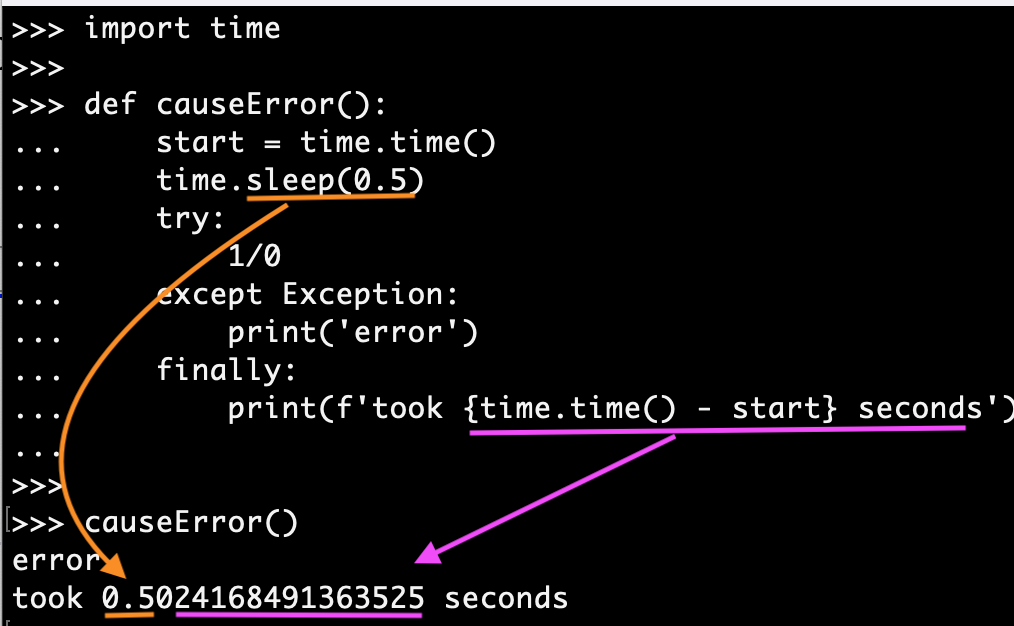 >>> import time
>>>
>>> def causeError():
...     start = time.time()
...     time.sleep(0.5)
...     try:
...         1/0
...     except Exception:
...         print('error')
...     finally:
...         print(f'took {time.time() - start} seconds')
...
>>>
>>> causeError()
error
took 0.5024168491363525 seconds